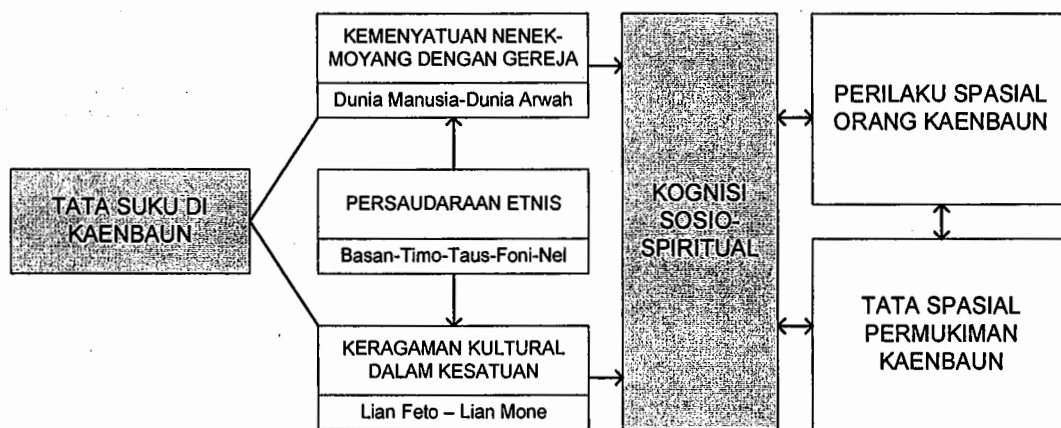 TATA SUKU DI
KAENBAUN
KEMENYATUAN NENEK-
MOYANG DENGAN GEREJA
Dunia Manusia-Dunia Arwah
PERSAUDARAAN ETNIS
Basan-Timo-Taus-Foni-Nel
KERAGAMAN KULTURAL
DALAM KESATUAN
Lian Feto – Lian Mone
KOGNISI
SOSIO-
SPIRITUAL
PERILAKU SPASIAL
ORANG KAENBAUN
TATA SPASIAL
PERMUKIMAN
KAENBAUN